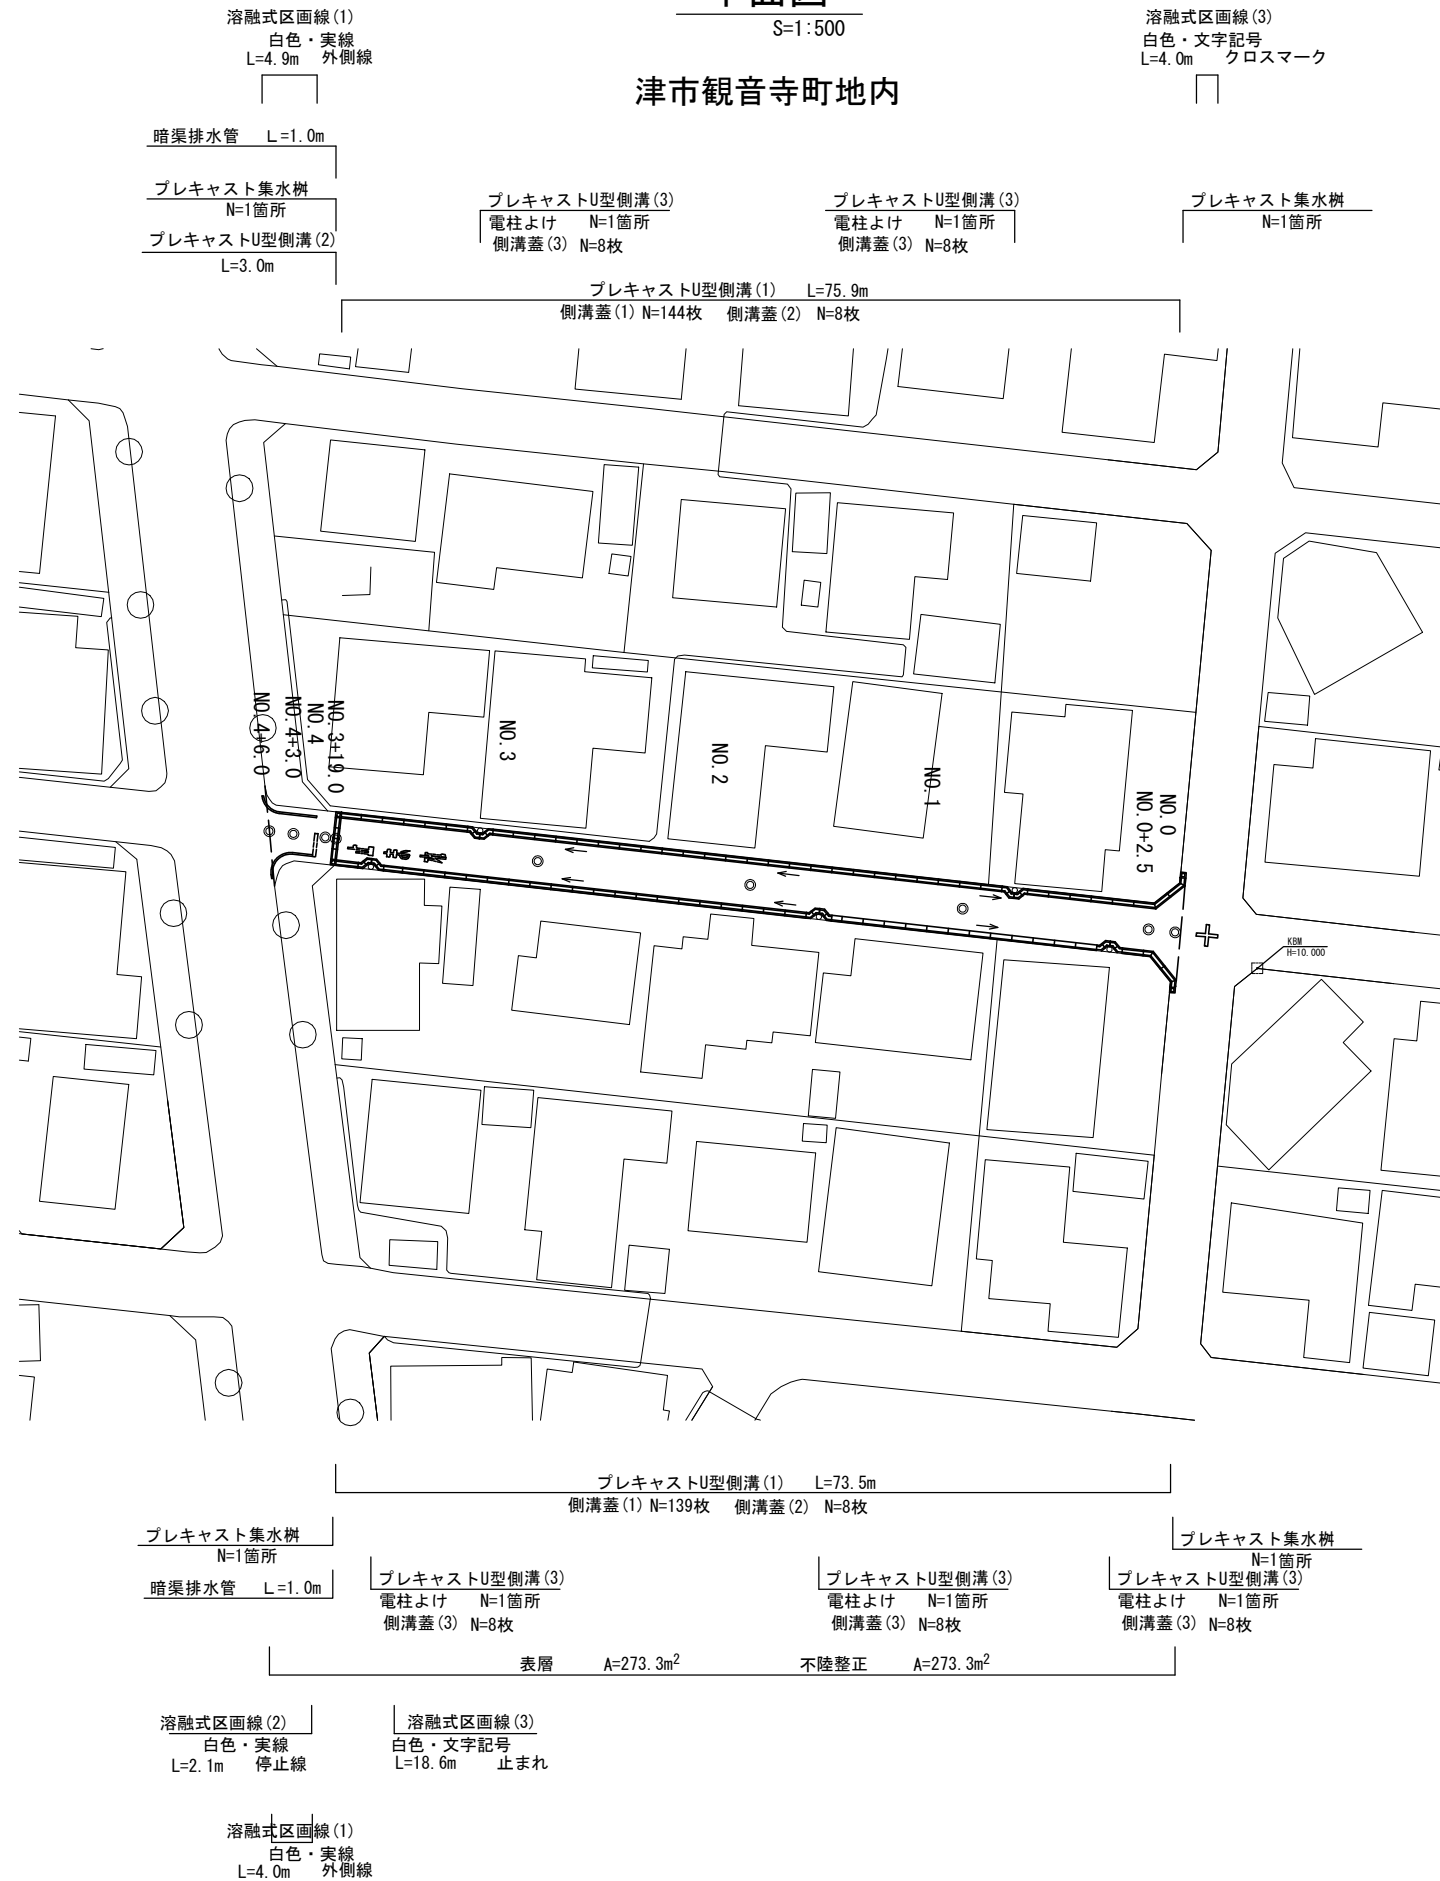 平面図
S=1:500
津市観音寺町地内
溶融式区画線(1)
白色・実線
L=4.9m 外側線
溶融式区画線(3)
白色・文字記号
L=4.0m クロスマーク
暗渠排水管 L=1.0m
プレキャスト集水桝
N=1箇所
プレキャストU型側溝(2)
L=3.0m
プレキャストU型側溝(3)
電柱よけ N=1箇所
側溝蓋(3) N=8枚
プレキャストU型側溝(3)
電柱よけ N=1箇所
側溝蓋(3) N=8枚
プレキャスト集水桝
N=1箇所
プレキャストU型側溝(1) L=75.9m
側溝蓋(1) N=144枚 側溝蓋(2) N=8枚
NO.4+6.0
NO.4+3.0
NO.4
NO.3+19.0
NO.3
NO.2
NO.1
NO.0+2.5
NO.0
止まれ
KBM
H=10.000
プレキャストU型側溝(1) L=73.5m
側溝蓋(1) N=139枚 側溝蓋(2) N=8枚
プレキャスト集水桝
N=1箇所
暗渠排水管 L=1.0m
プレキャストU型側溝(3)
電柱よけ N=1箇所
側溝蓋(3) N=8枚
プレキャストU型側溝(3)
電柱よけ N=1箇所
側溝蓋(3) N=8枚
プレキャスト集水桝
N=1箇所
プレキャストU型側溝(3)
電柱よけ N=1箇所
側溝蓋(3) N=8枚
表層 A=273.3m2 不陸整正 A=273.3m2
溶融式区画線(2)
白色・実線
L=2.1m 停止線
溶融式区画線(3)
白色・文字記号
L=18.6m 止まれ
溶融式区画線(1)
白色・実線
L=4.0m 外側線